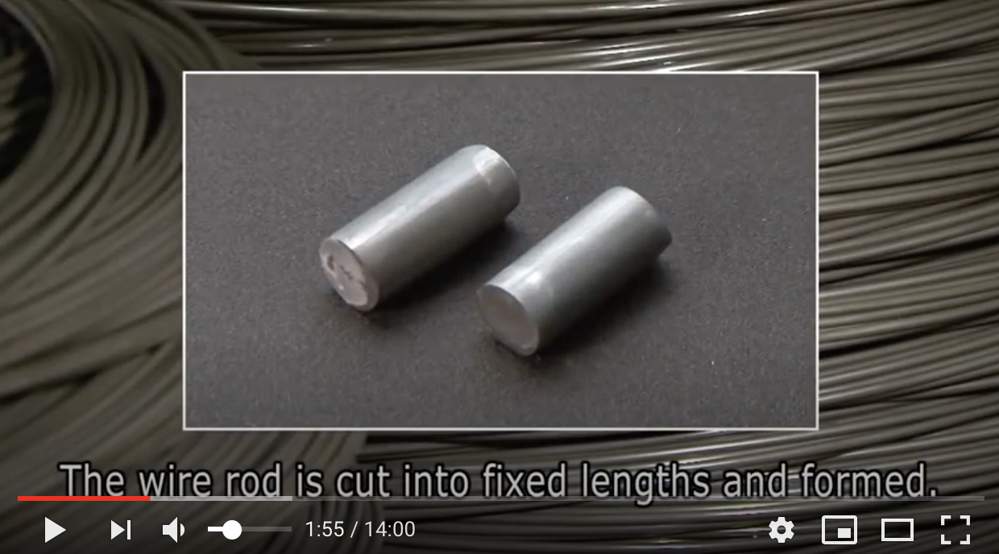 The wire rod is cut into fixed lengths and formed.
1:55 / 14:00